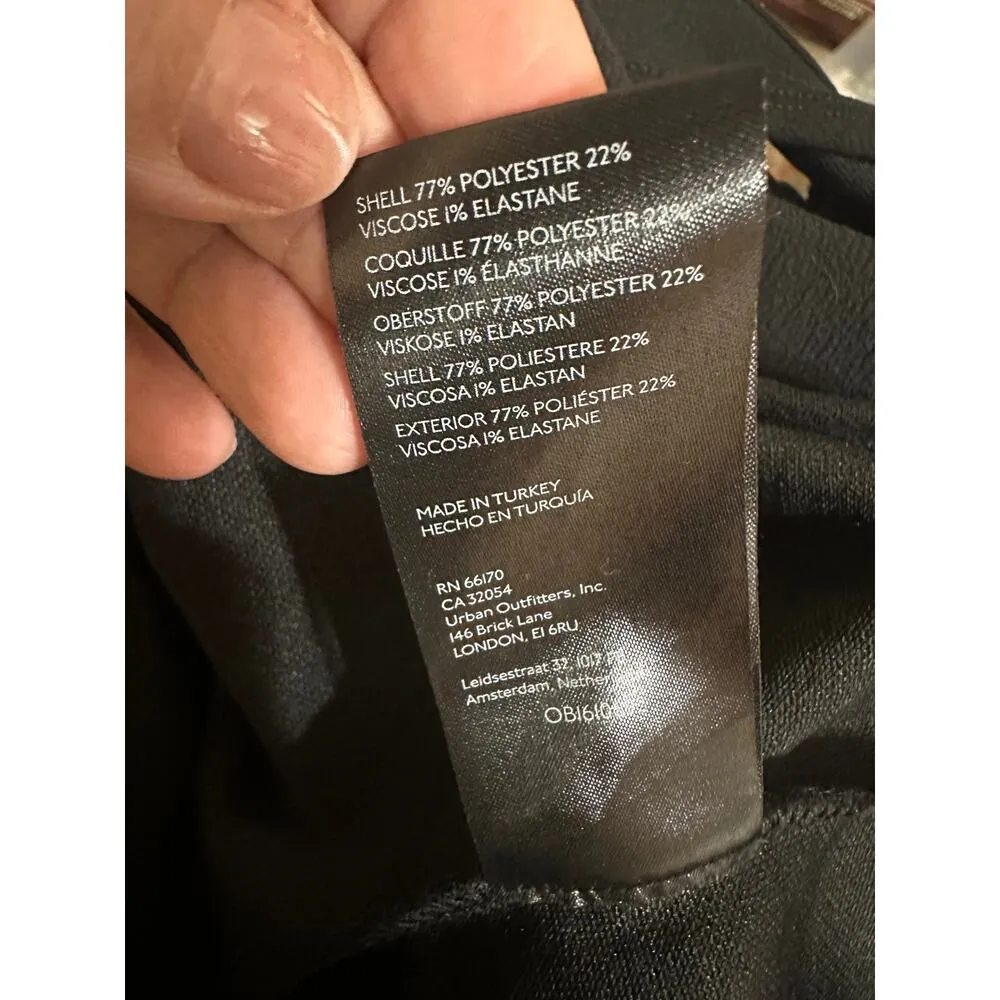 SHELL 77% POLYESTER 22%
VISCOSE 1% ELASTANE
COQUILLE 77% POLYESTER 22%
VISCOSE 1% ÉLASTHANNE
OBERSTOFF 77% POLYESTER 22%
VISKOSE 1% ELASTAN
SHELL 77% POLIESTERE 22%
VISCOSA 1% ELASTAN
EXTERIOR 77% POLIÉSTER 22%
VISCOSA 1% ELASTANE
MADE IN TURKEY
HECHO EN TURQUÍA
RN 66170
CA 32054
Urban Outfitters, Inc.
146 Brick Lane
LONDON, E1 6RU
Leidsestraat 32, 1017
Amsterdam,